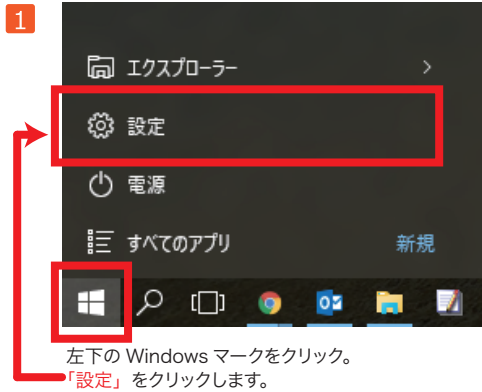 1
エクスプローラー
設定
電源
すべてのアプリ 新規
左下の Windows マークをクリック。
「設定」をクリックします。